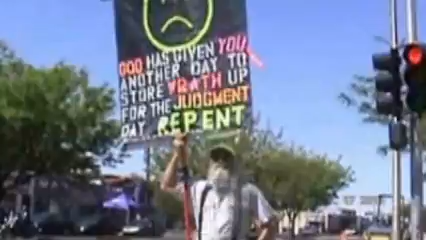 GOD HAS GIVEN YOU
ANOTHER DAY TO
STORE WRATH UP
FOR THE JUDGMENT
DAY. REPENT